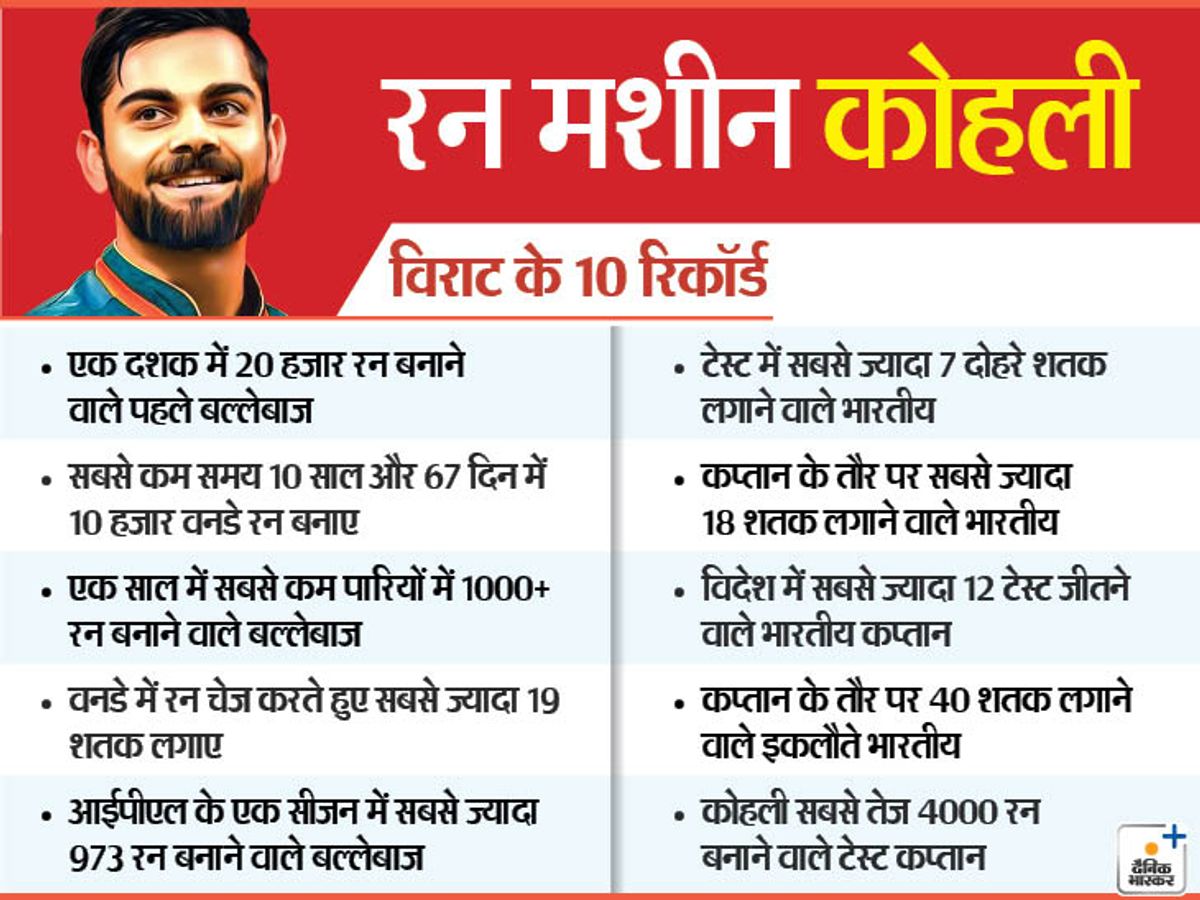 रन मशीन कोहली
विराट के 10 रिकॉर्ड
• एक दशक में 20 हजार रन बनाने
वाले पहले बल्लेबाज
• सबसे कम समय 10 साल और 67 दिन में
10 हजार वनडे रन बनाए
• एक साल में सबसे कम पारियों में 1000+
रन बनाने वाले बल्लेबाज
• वनडे में रन चेज करते हुए सबसे ज्यादा 19
शतक लगाए
• आईपीएल के एक सीजन में सबसे ज्यादा
973 रन बनाने वाले बल्लेबाज
• टेस्ट में सबसे ज्यादा 7 दोहरे शतक
लगाने वाले भारतीय
• कप्तान के तौर पर सबसे ज्यादा
18 शतक लगाने वाले भारतीय
• विदेश में सबसे ज्यादा 12 टेस्ट जीतने
वाले भारतीय कप्तान
• कप्तान के तौर पर 40 शतक लगाने
वाले इकलौते भारतीय
• कोहली सबसे तेज 4000 रन
बनाने वाले टेस्ट कप्तान
दैनिक
भास्कर